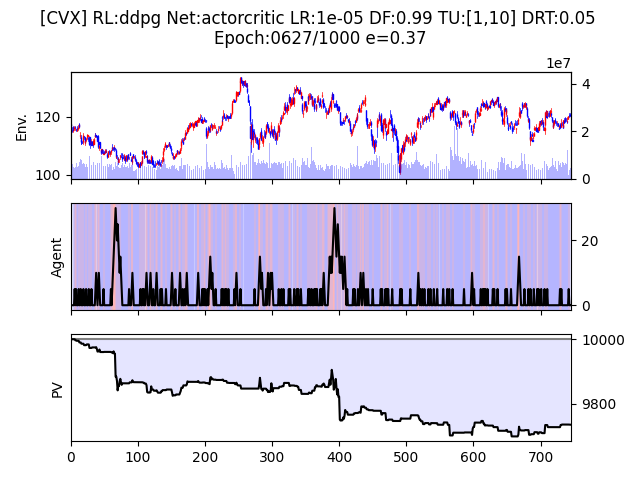 [CVX] RL:ddpg Net:actorcritic LR:1e-05 DF:0.99 TU:[1,10] DRT:0.05
Epoch:0627/1000 e=0.37
1e7
Env.
120
100
4
2
0
Agent
20
0
PV
10000
9800
0 100 200 300 400 500 600 700